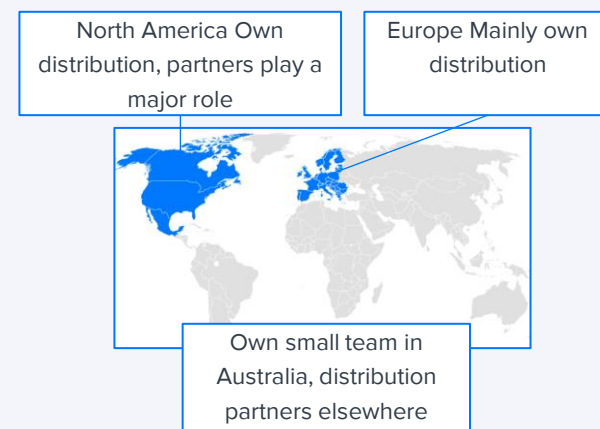 North America Own
distribution, partners play a
major role
Europe Mainly own
distribution
Own small team in
Australia, distribution
partners elsewhere